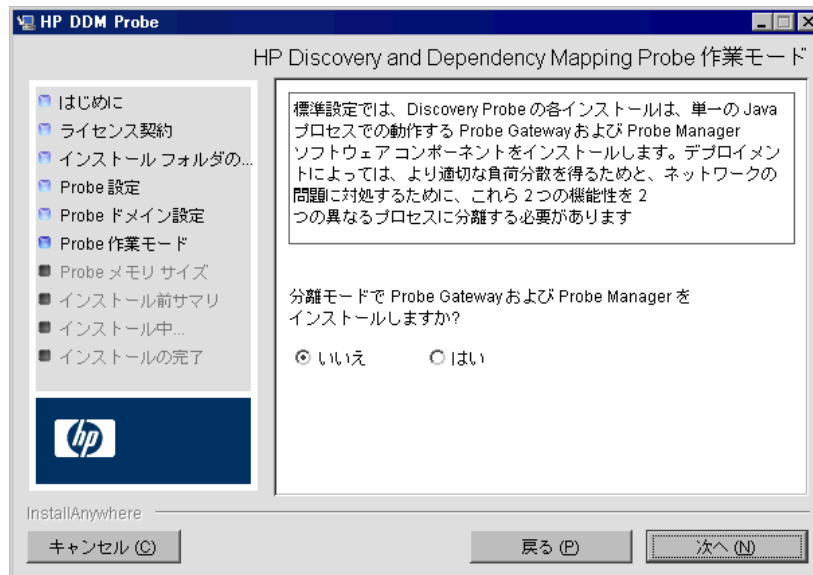 HP DDM Probe
HP Discovery and Dependency Mapping Probe 作業モード
はじめに
ライセンス契約
インストール フォルダの...
Probe 設定
Probe ドメイン設定
Probe 作業モード
Probe メモリ サイズ
インストール前サマリ
インストール中...
インストールの完了
標準設定では、Discovery Probe の各インストールは、単一の Java
プロセスでの動作する Probe Gateway および Probe Manager
ソフトウェア コンポーネントをインストールします。デプロイメン
トによっては、より適切な負荷分散を得るためと、ネットワークの
問題に対処するために、これら 2 つの機能性を 2
つの異なるプロセスに分離する必要があります
分離モードで Probe Gateway および Probe Manager を
インストールしますか?
いいえ はい
hp
InstallAnywhere
キャンセル (C) 戻る (P) 次へ (N)